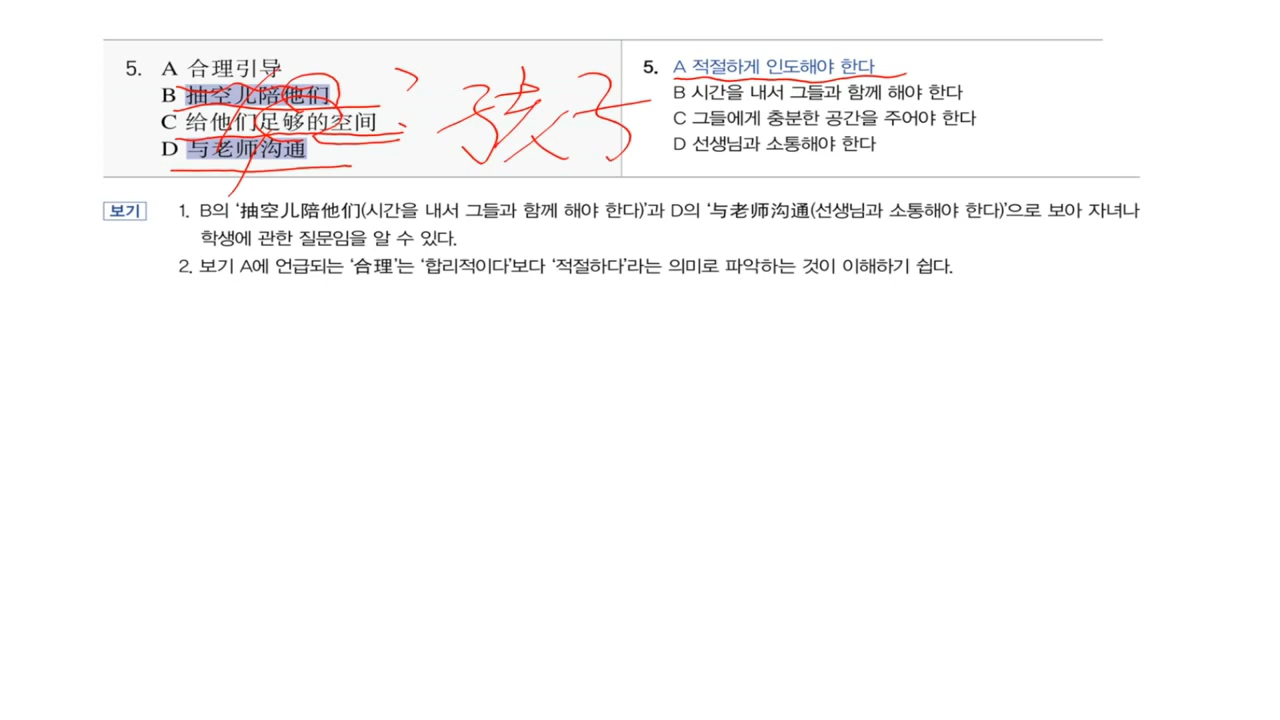 5. A 合理引导
B 抽空儿陪他们
C 给他们足够的空间
D 与老师沟通
孩子
5. A 적절하게 인도해야 한다
B 시간을 내서 그들과 함께 해야 한다
C 그들에게 충분한 공간을 주어야 한다
D 선생님과 소통해야 한다
보기 1. B의 ‘抽空儿陪他们(시간을 내서 그들과 함께 해야 한다)’과 D의 ‘与老师沟通(선생님과 소통해야 한다)’으로 보아 자녀나
학생에 관한 질문임을 알 수 있다.
2. 보기 A에 언급되는 ‘合理’는 ‘합리적이다’보다 ‘적절하다’라는 의미로 파악하는 것이 이해하기 쉽다.